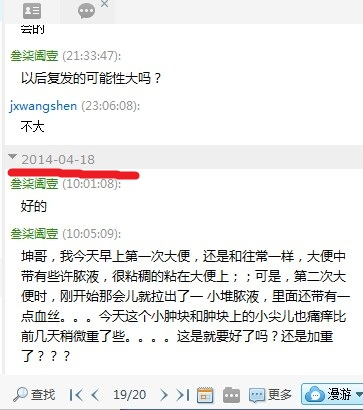 会的
叁柒阖壹 (21:33:47):
以后复发的可能性大吗？
jxwangshen (23:06:08):
不大
2014-04-18
叁柒阖壹 (10:01:08):
好的
叁柒阖壹 (10:05:09):
坤哥，我今天早上第一次大便，还是和往常一样，大便中
带有些许脓液，很粘稠的粘在大便上；；可是，第二次大
便时，刚开始那会儿就拉出了一 小堆脓液，里面还带有一
点血丝。。。今天这个小肿块和肿块上的小尖儿也痛痒比
前几天稍微重了些。。。。这是就要好了吗？还是加重
了？？？
查找 19/20 更多 漫游